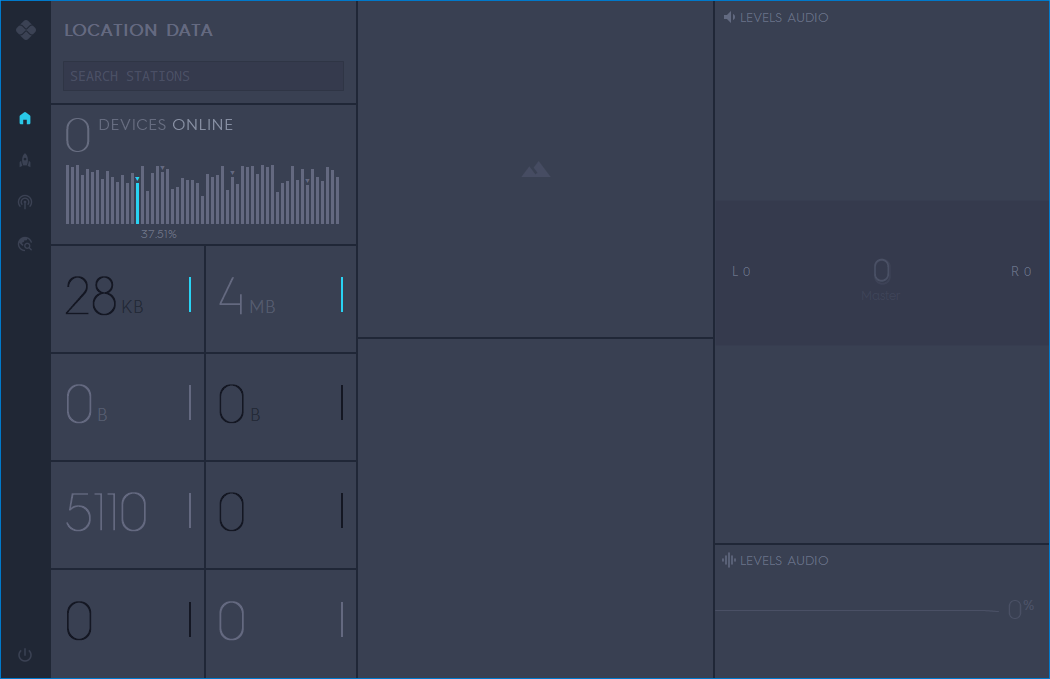 LOCATION DATA
SEARCH STATIONS
0 DEVICES ONLINE
37.51%
28 KB
4 MB
0 B
0 B
5110
0
0
0
LEVELS AUDIO
L 0
0
R 0
Master
LEVELS AUDIO
0%